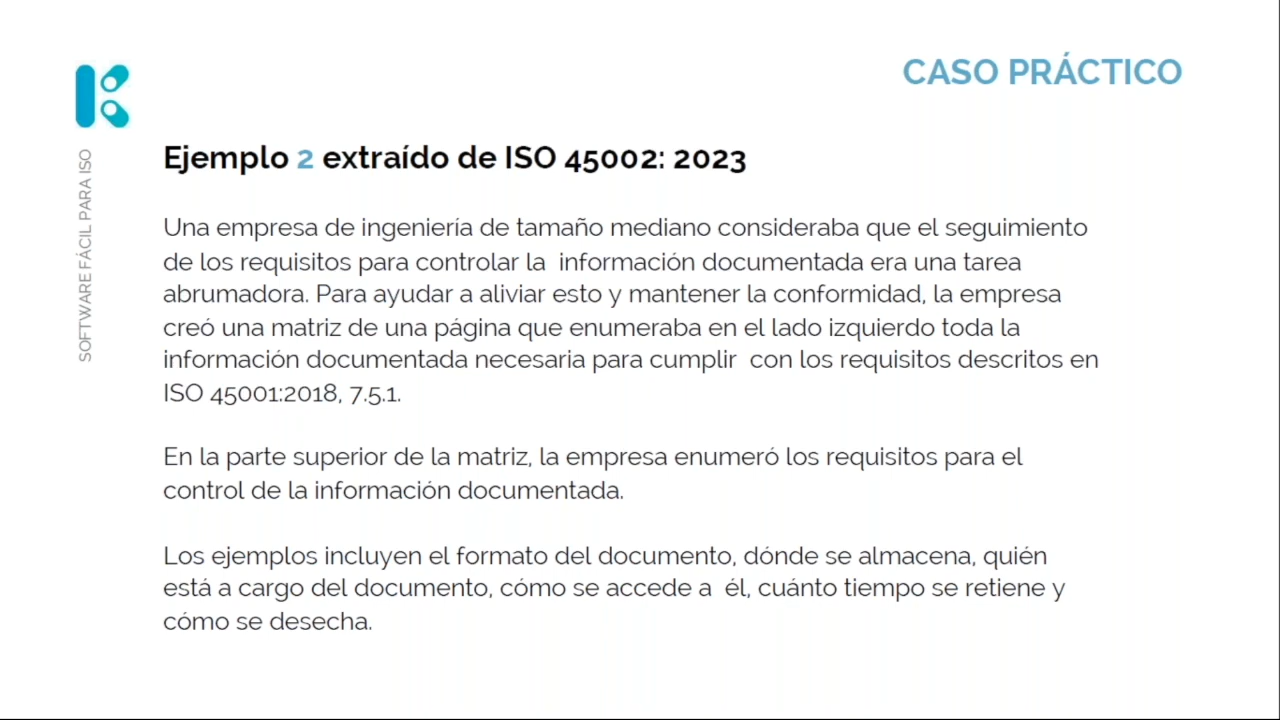 CASO PRÁCTICO
SOFTWARE FÁCIL PARA ISO
Ejemplo 2 extraído de ISO 45002: 2023
Una empresa de ingeniería de tamaño mediano consideraba que el seguimiento
de los requisitos para controlar la información documentada era una tarea
abrumadora. Para ayudar a aliviar esto y mantener la conformidad, la empresa
creó una matriz de una página que enumeraba en el lado izquierdo toda la
información documentada necesaria para cumplir con los requisitos descritos en
ISO 45001:2018, 7.5.1.
En la parte superior de la matriz, la empresa enumeró los requisitos para el
control de la información documentada.
Los ejemplos incluyen el formato del documento, dónde se almacena, quién
está a cargo del documento, cómo se accede a él, cuánto tiempo se retiene y
cómo se desecha.